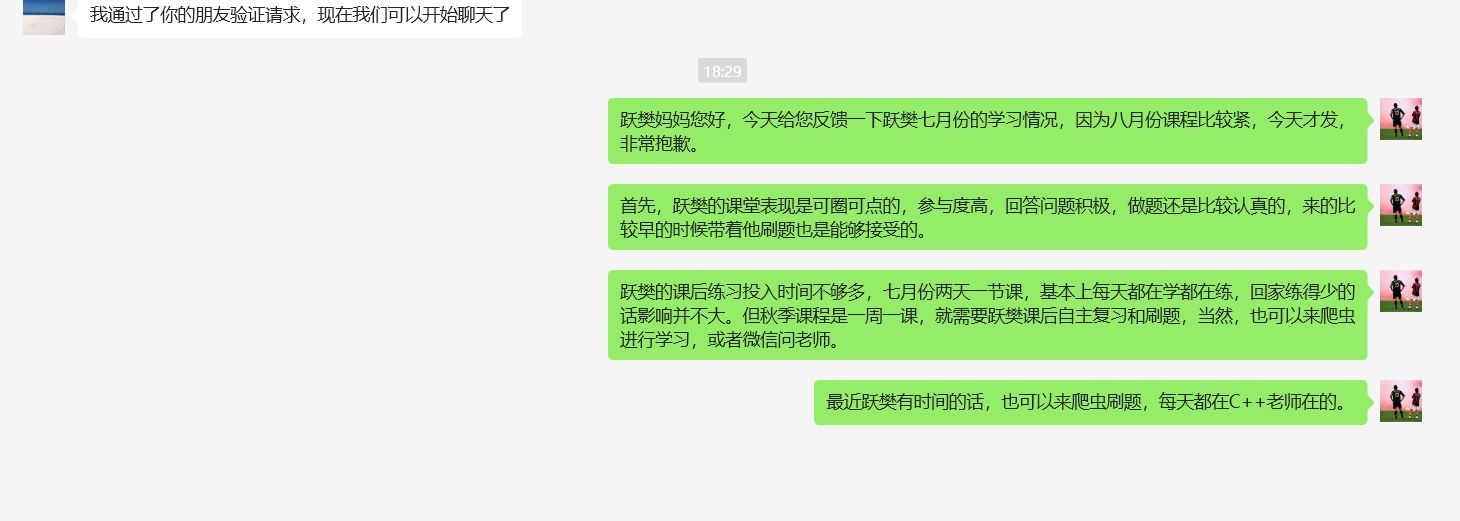 我通过了你的朋友验证请求，现在我们可以开始聊天了
18:29
跃樊妈妈您好，今天给您反馈一下跃樊七月份的学习情况，因为八月份课程比较紧，今天才发，
非常抱歉。
首先，跃樊的课堂表现是可圈可点的，参与度高，回答问题积极，做题还是比较认真的，来的比
较早的时候带着他刷题也是能够接受的。
跃樊的课后练习投入时间不够多，七月份两天一节课，基本上每天都在学都在练，回家练得少的
话影响并不大。但秋季课程是一周一课，就需要跃樊课后自主复习和刷题，当然，也可以来爬虫
进行学习，或者微信问老师。
最近跃樊有时间的话，也可以来爬虫刷题，每天都在C++老师在的。